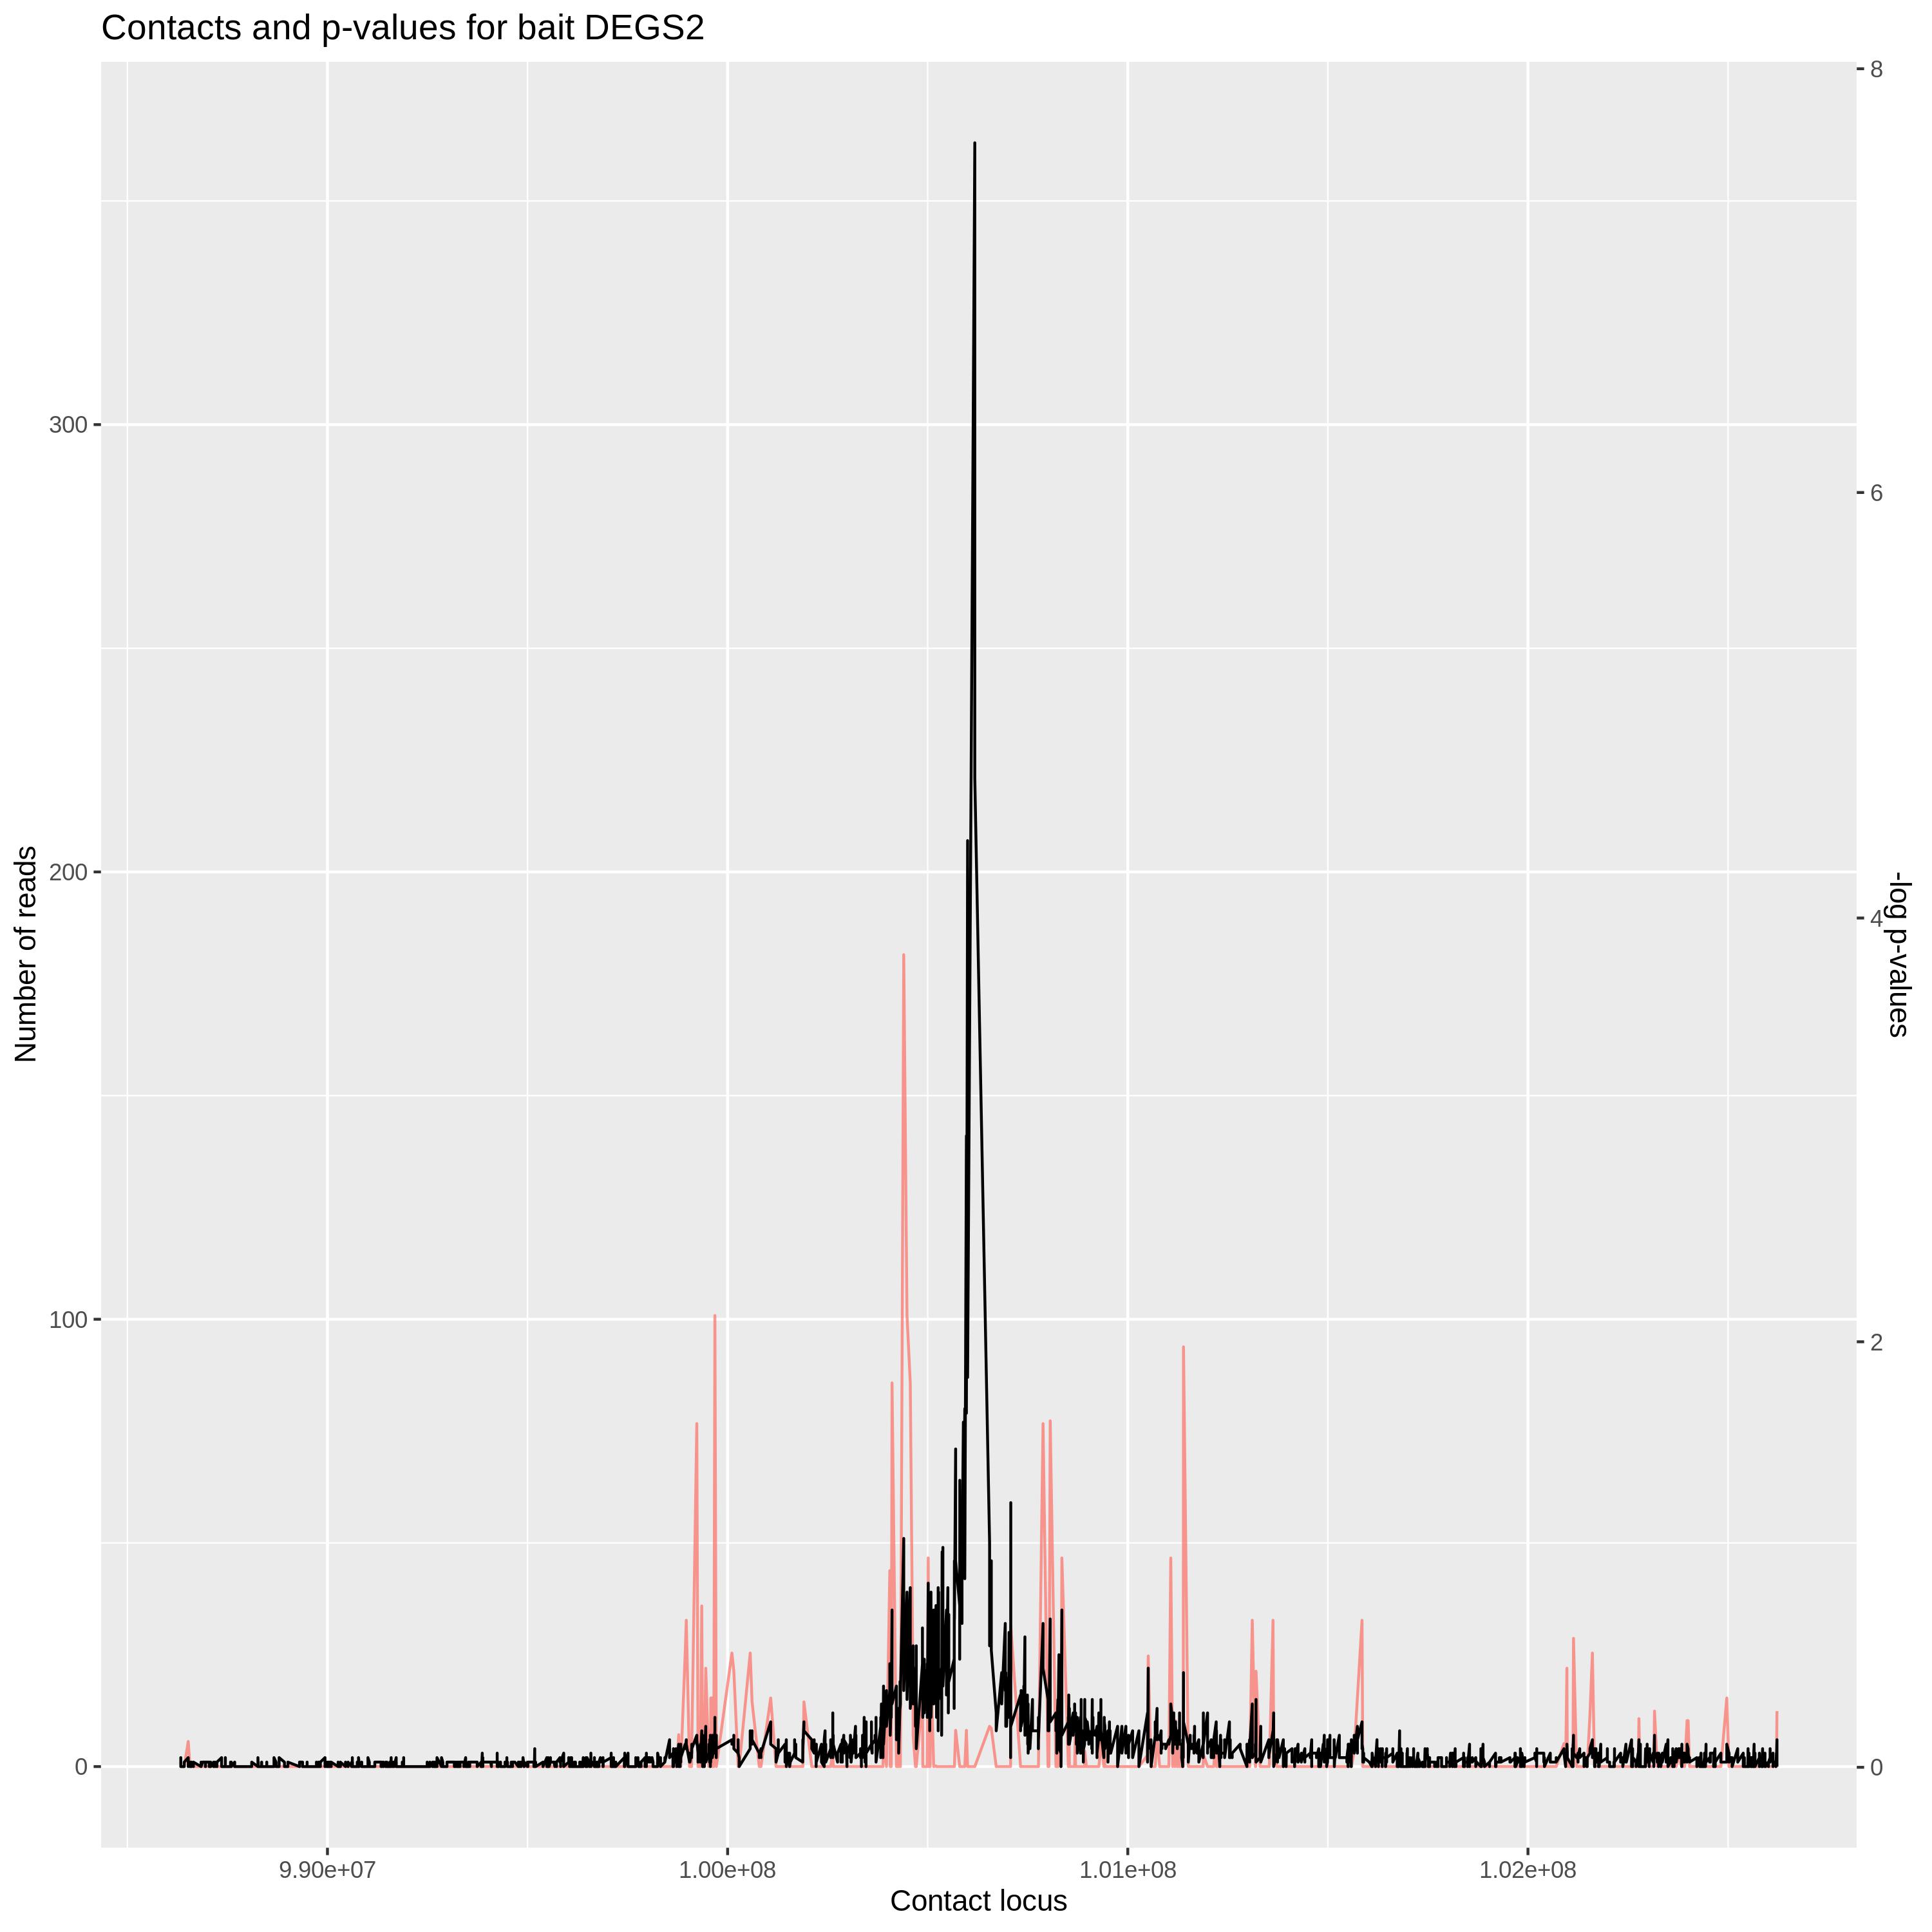 Contacts and p-values for bait DEGS2
8
300
6
200
4
Number of reads
-log p-values
100
2
0
0
9.90e+07
1.00e+08
1.01e+08
1.02e+08
Contact locus